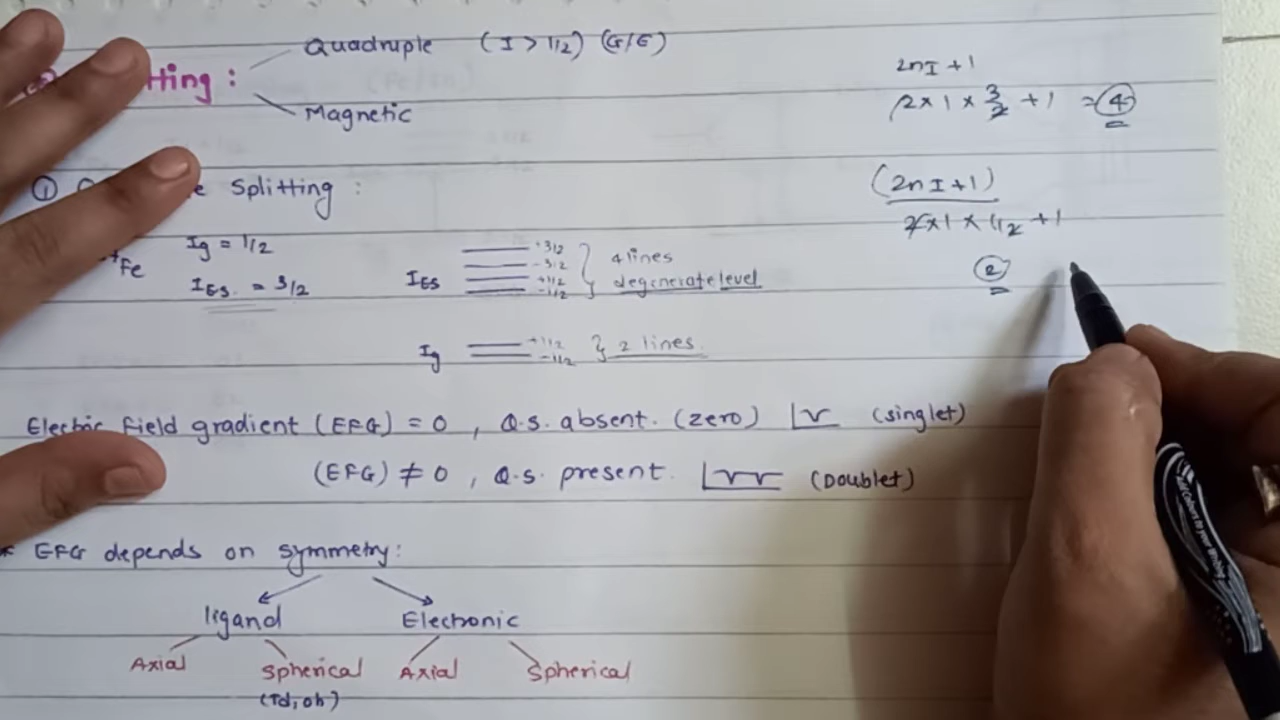 Quadruple (I > 1/2) (G/E)
tting :
Magnetic
2nI + 1
2 x 1 x 3/2 + 1 = 4
① Splitting :
(2nI + 1)
2 x 1 x 1/2 + 1
2
Fe Ig = 1/2
IES. = 3/2
IES
+3/2
-3/2
+1/2
-1/2
4 lines
degenerate level
Ig
+1/2
-1/2
2 lines.
Electric field gradient (EFG) = 0 , Q.S. absent. (zero) (singlet)
(EFG) ≠ 0 , Q.S. present. (Doublet)
* EFG depends on symmetry:
ligand Electronic
Axial Spherical Axial Spherical
(Td, oh)